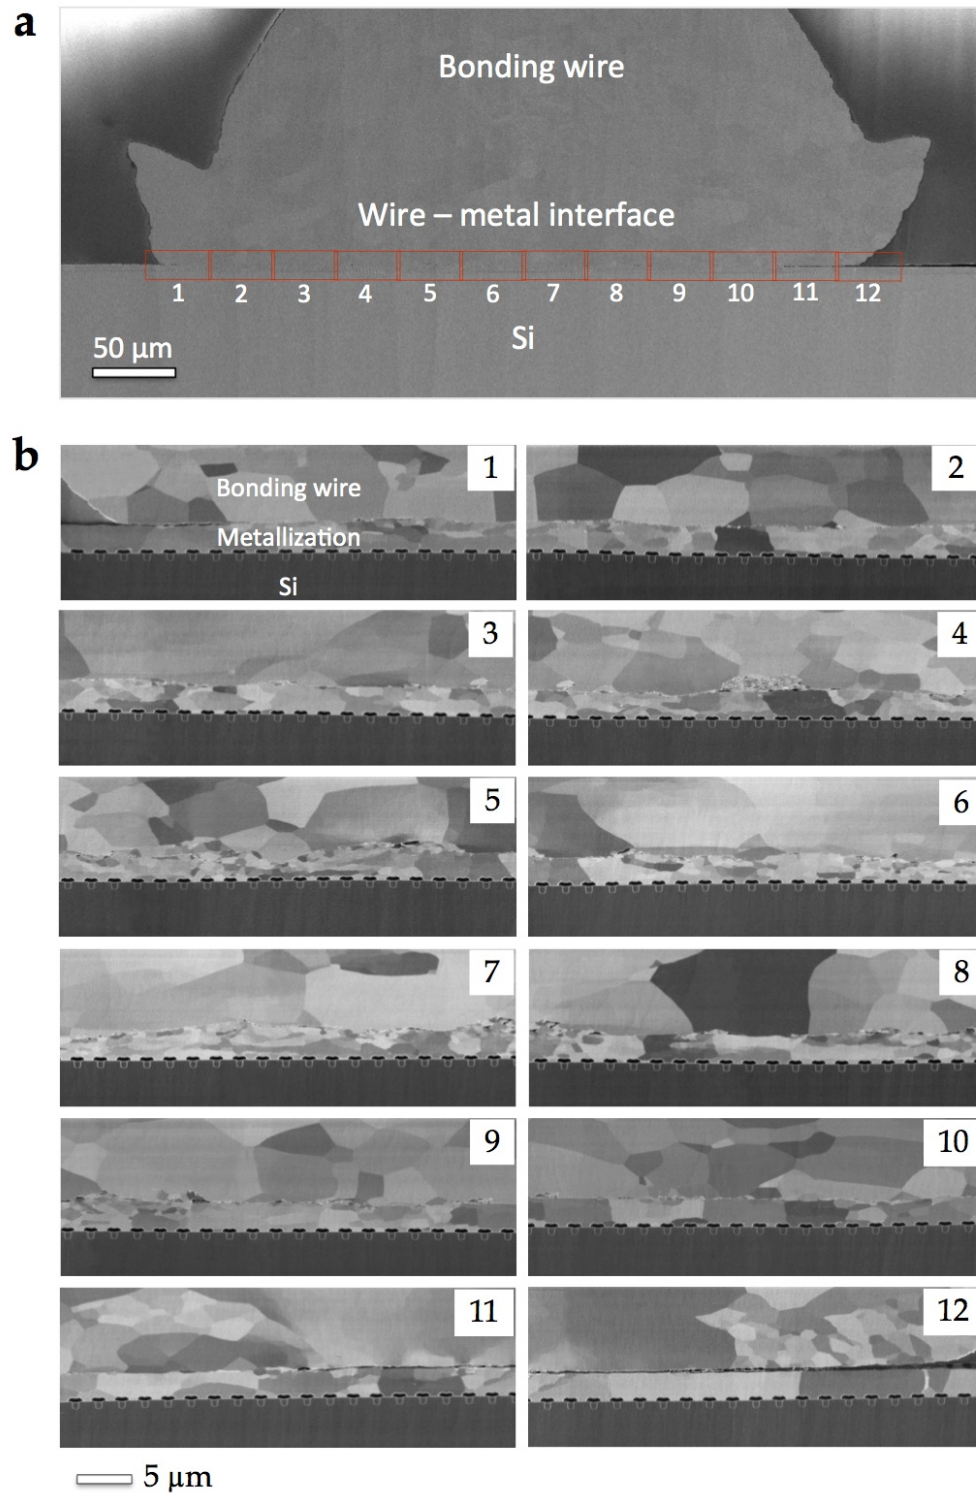 a
Bonding wire
Wire – metal interface
1 2 3 4 5 6 7 8 9 10 11 12
Si
50 µm
b
1
Bonding wire
Metallization
Si
2
3
4
5
6
7
8
9
10
11
12
5 µm